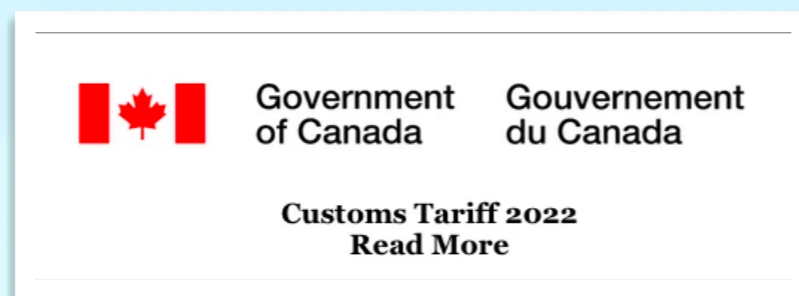 Government Gouvernement
of Canada du Canada
Customs Tariff 2022
Read More